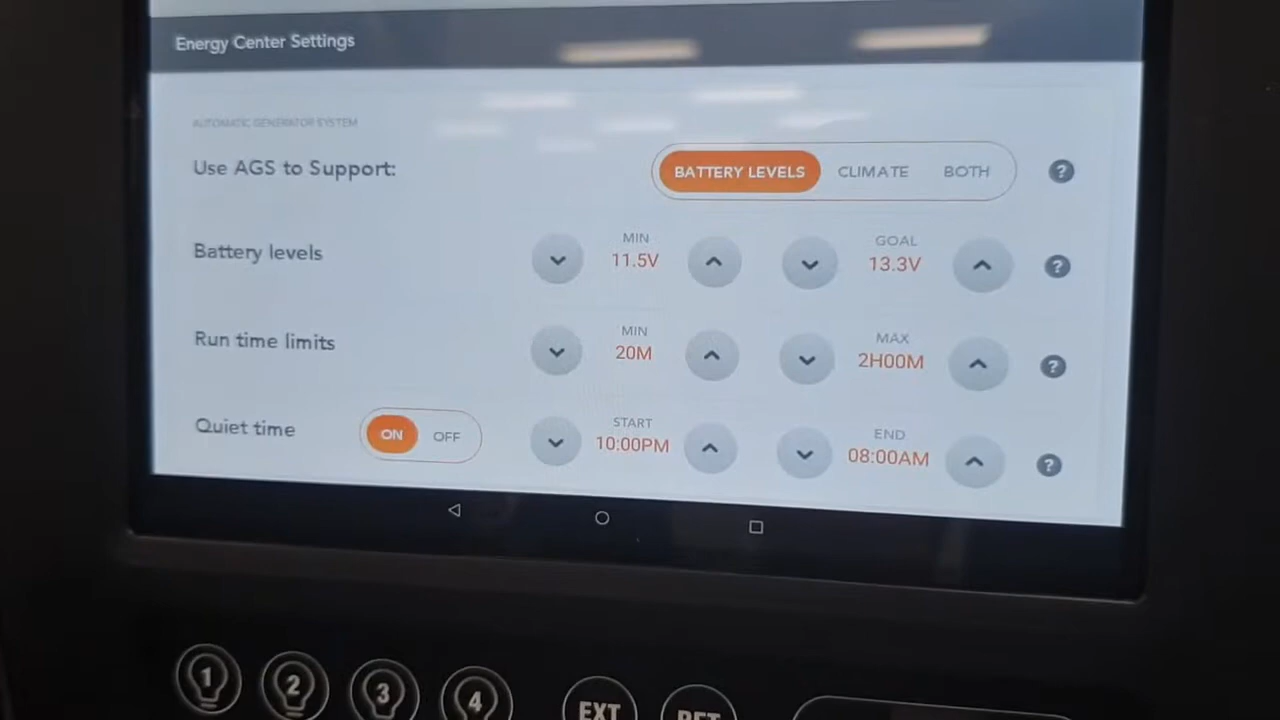 Energy Center Settings
AUTOMATIC GENERATOR SYSTEM
Use AGS to Support:
BATTERY LEVELS CLIMATE BOTH ?
Battery levels
MIN
11.5V
GOAL
13.3V
?
Run time limits
MIN
20M
MAX
2H00M
?
Quiet time
ON OFF
START
10:00PM
END
08:00AM
?
1 2 3 4 EXT